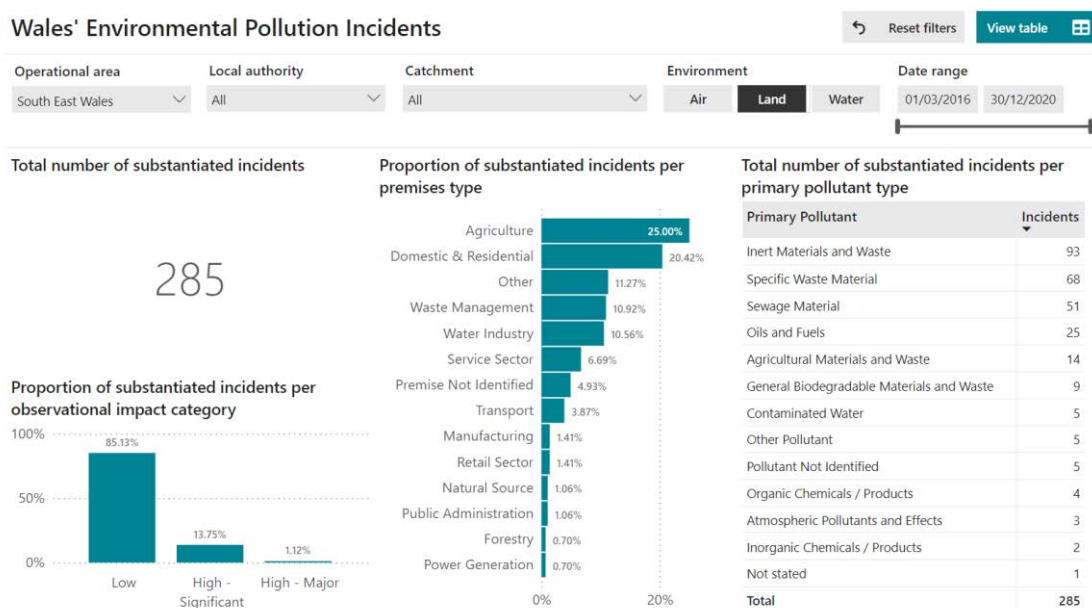 Wales' Environmental Pollution Incidents
Reset filters
View table
Operational area
South East Wales
Local authority
All
Catchment
All
Environment
Air
Land
Water
Date range
01/03/2016
30/12/2020
Total number of substantiated incidents
285
Proportion of substantiated incidents per
observational impact category
100%
50%
0%
85.13%
13.75%
1.12%
Low
High -
Significant
High - Major
Proportion of substantiated incidents per
premises type
Agriculture 25.00%
Domestic & Residential 20.42%
Other 11.27%
Waste Management 10.92%
Water Industry 10.56%
Service Sector 6.69%
Premise Not Identified 4.93%
Transport 3.87%
Manufacturing 1.41%
Retail Sector 1.41%
Natural Source 1.06%
Public Administration 1.06%
Forestry 0.70%
Power Generation 0.70%
0% 20%
Total number of substantiated incidents per
primary pollutant type
Primary Pollutant Incidents
Inert Materials and Waste 93
Specific Waste Material 68
Sewage Material 51
Oils and Fuels 25
Agricultural Materials and Waste 14
General Biodegradable Materials and Waste 9
Contaminated Water 5
Other Pollutant 5
Pollutant Not Identified 5
Organic Chemicals / Products 4
Atmospheric Pollutants and Effects 3
Inorganic Chemicals / Products 2
Not stated 1
Total 285